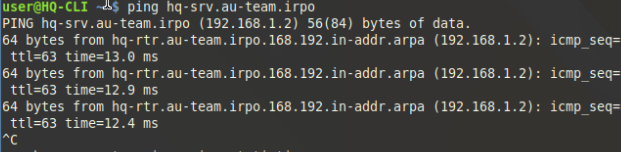 user@HQ-CLI ~$ ping hq-srv.au-team.irpo
PING hq-srv.au-team.irpo (192.168.1.2) 56(84) bytes of data.
64 bytes from hq-rtr.au-team.irpo.168.192.in-addr.arpa (192.168.1.2): icmp_seq=
ttl=63 time=13.0 ms
64 bytes from hq-rtr.au-team.irpo.168.192.in-addr.arpa (192.168.1.2): icmp_seq=
ttl=63 time=12.9 ms
64 bytes from hq-rtr.au-team.irpo.168.192.in-addr.arpa (192.168.1.2): icmp_seq=
ttl=63 time=12.4 ms
^C